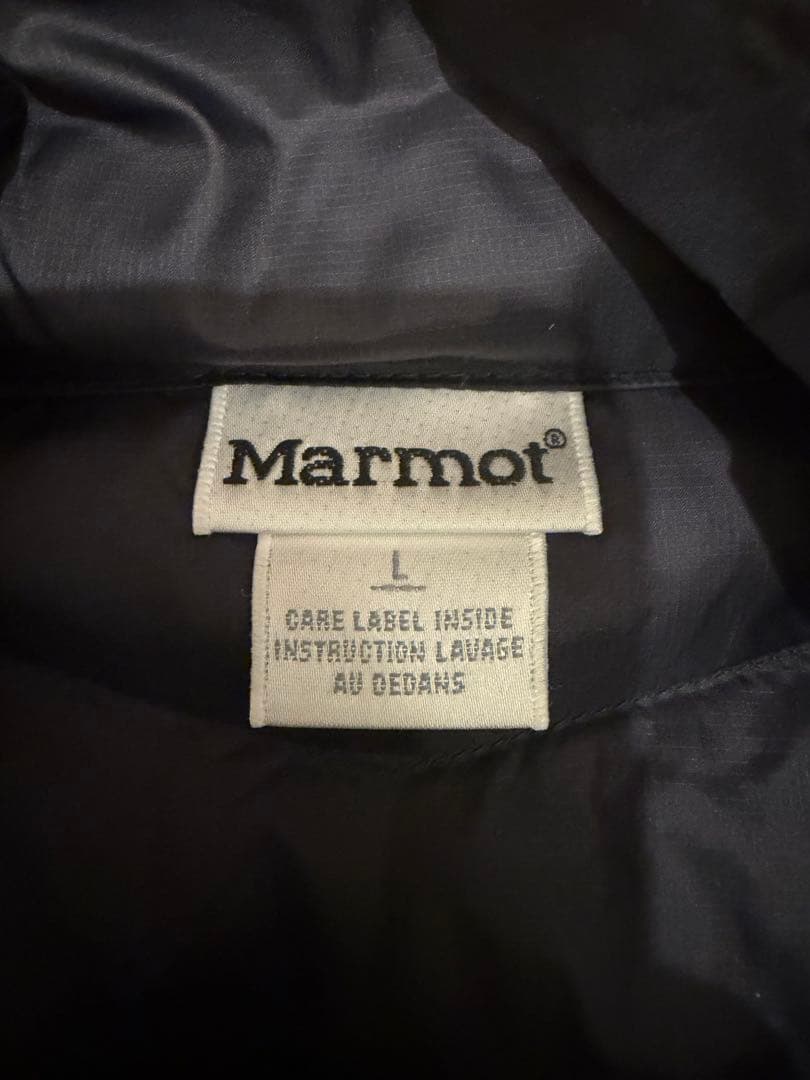 Marmot®
L
CARE LABEL INSIDE
INSTRUCTION LAVAGE
AU DEDANS